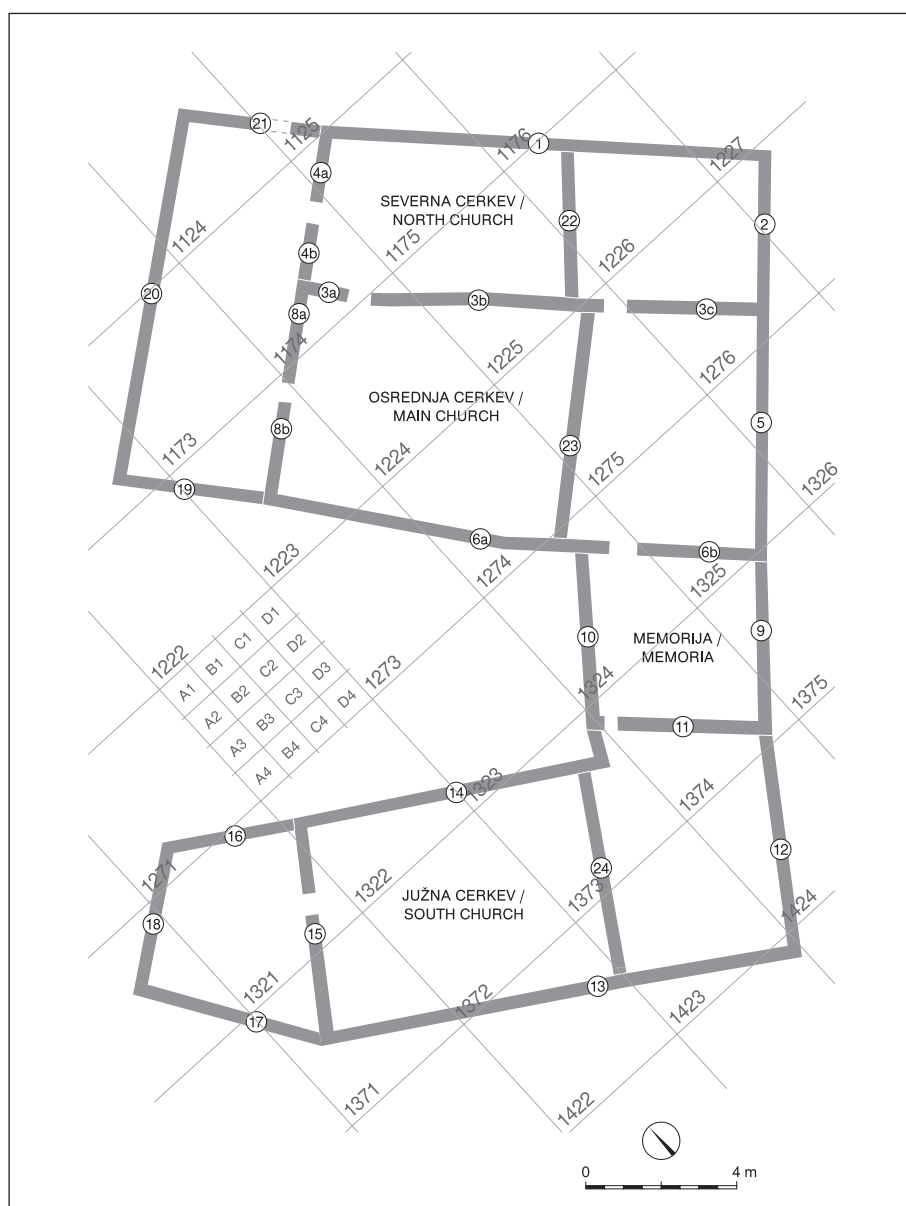 21
1125
1
1176
1227
4a
SEVERNA CERKEV /
NORTH CHURCH
22
2
1124
1175
1226
4b
20
3a
3b
3c
8a
1174
1225
1276
OSREDNJA CERKEV /
MAIN CHURCH
5
8b
23
1173
1224
1275
1326
19
6a
6b
1223
1274
1325
D1
C1
B1
A1
D2
C2
B2
A2
D3
C3
B3
A3
D4
C4
B4
A4
1222
1273
10
MEMORIJA /
MEMORIA
9
1324
1375
11
14
1323
1374
16
12
1271
1322
24
1373
JUŽNA CERKEV /
SOUTH CHURCH
18
15
1424
1321
1372
13
1423
17
1371
1422
0
4 m